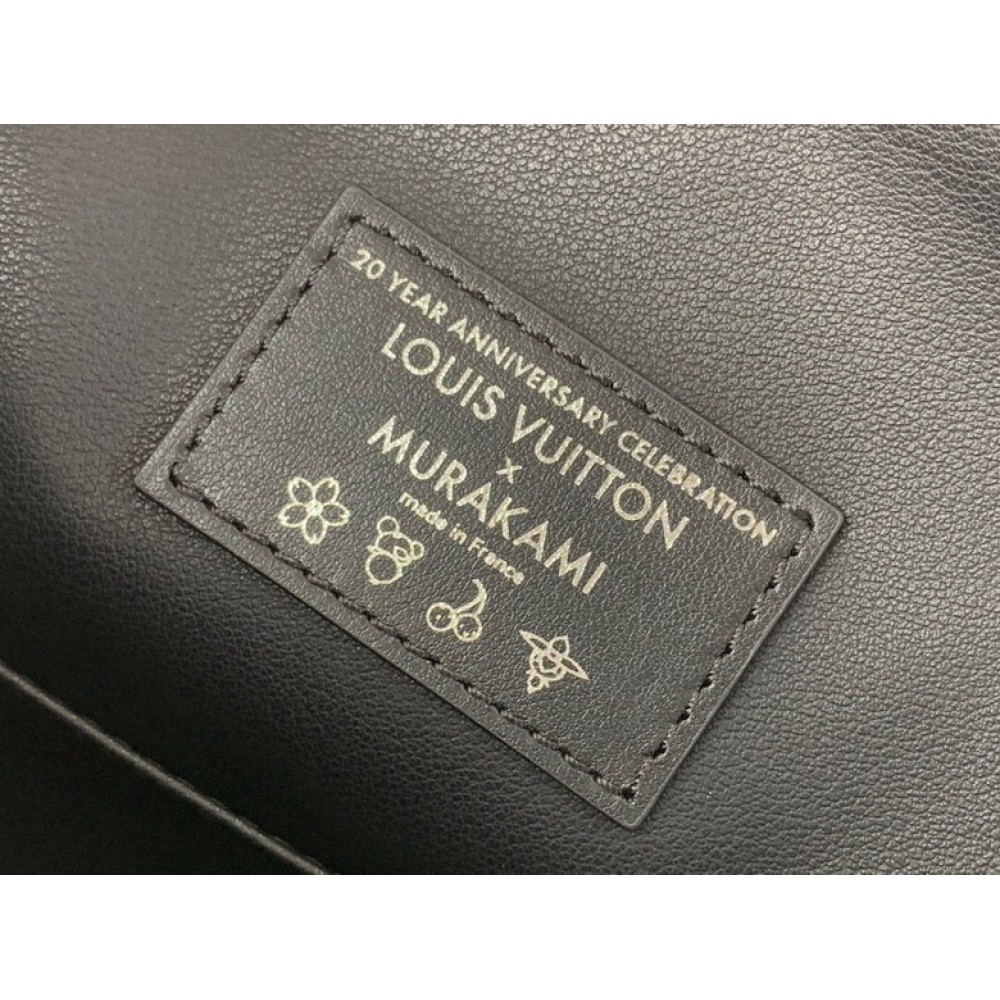 20 YEAR ANNIVERSARY CELEBRATION
LOUIS VUITTON
×
MURAKAMI
made in France